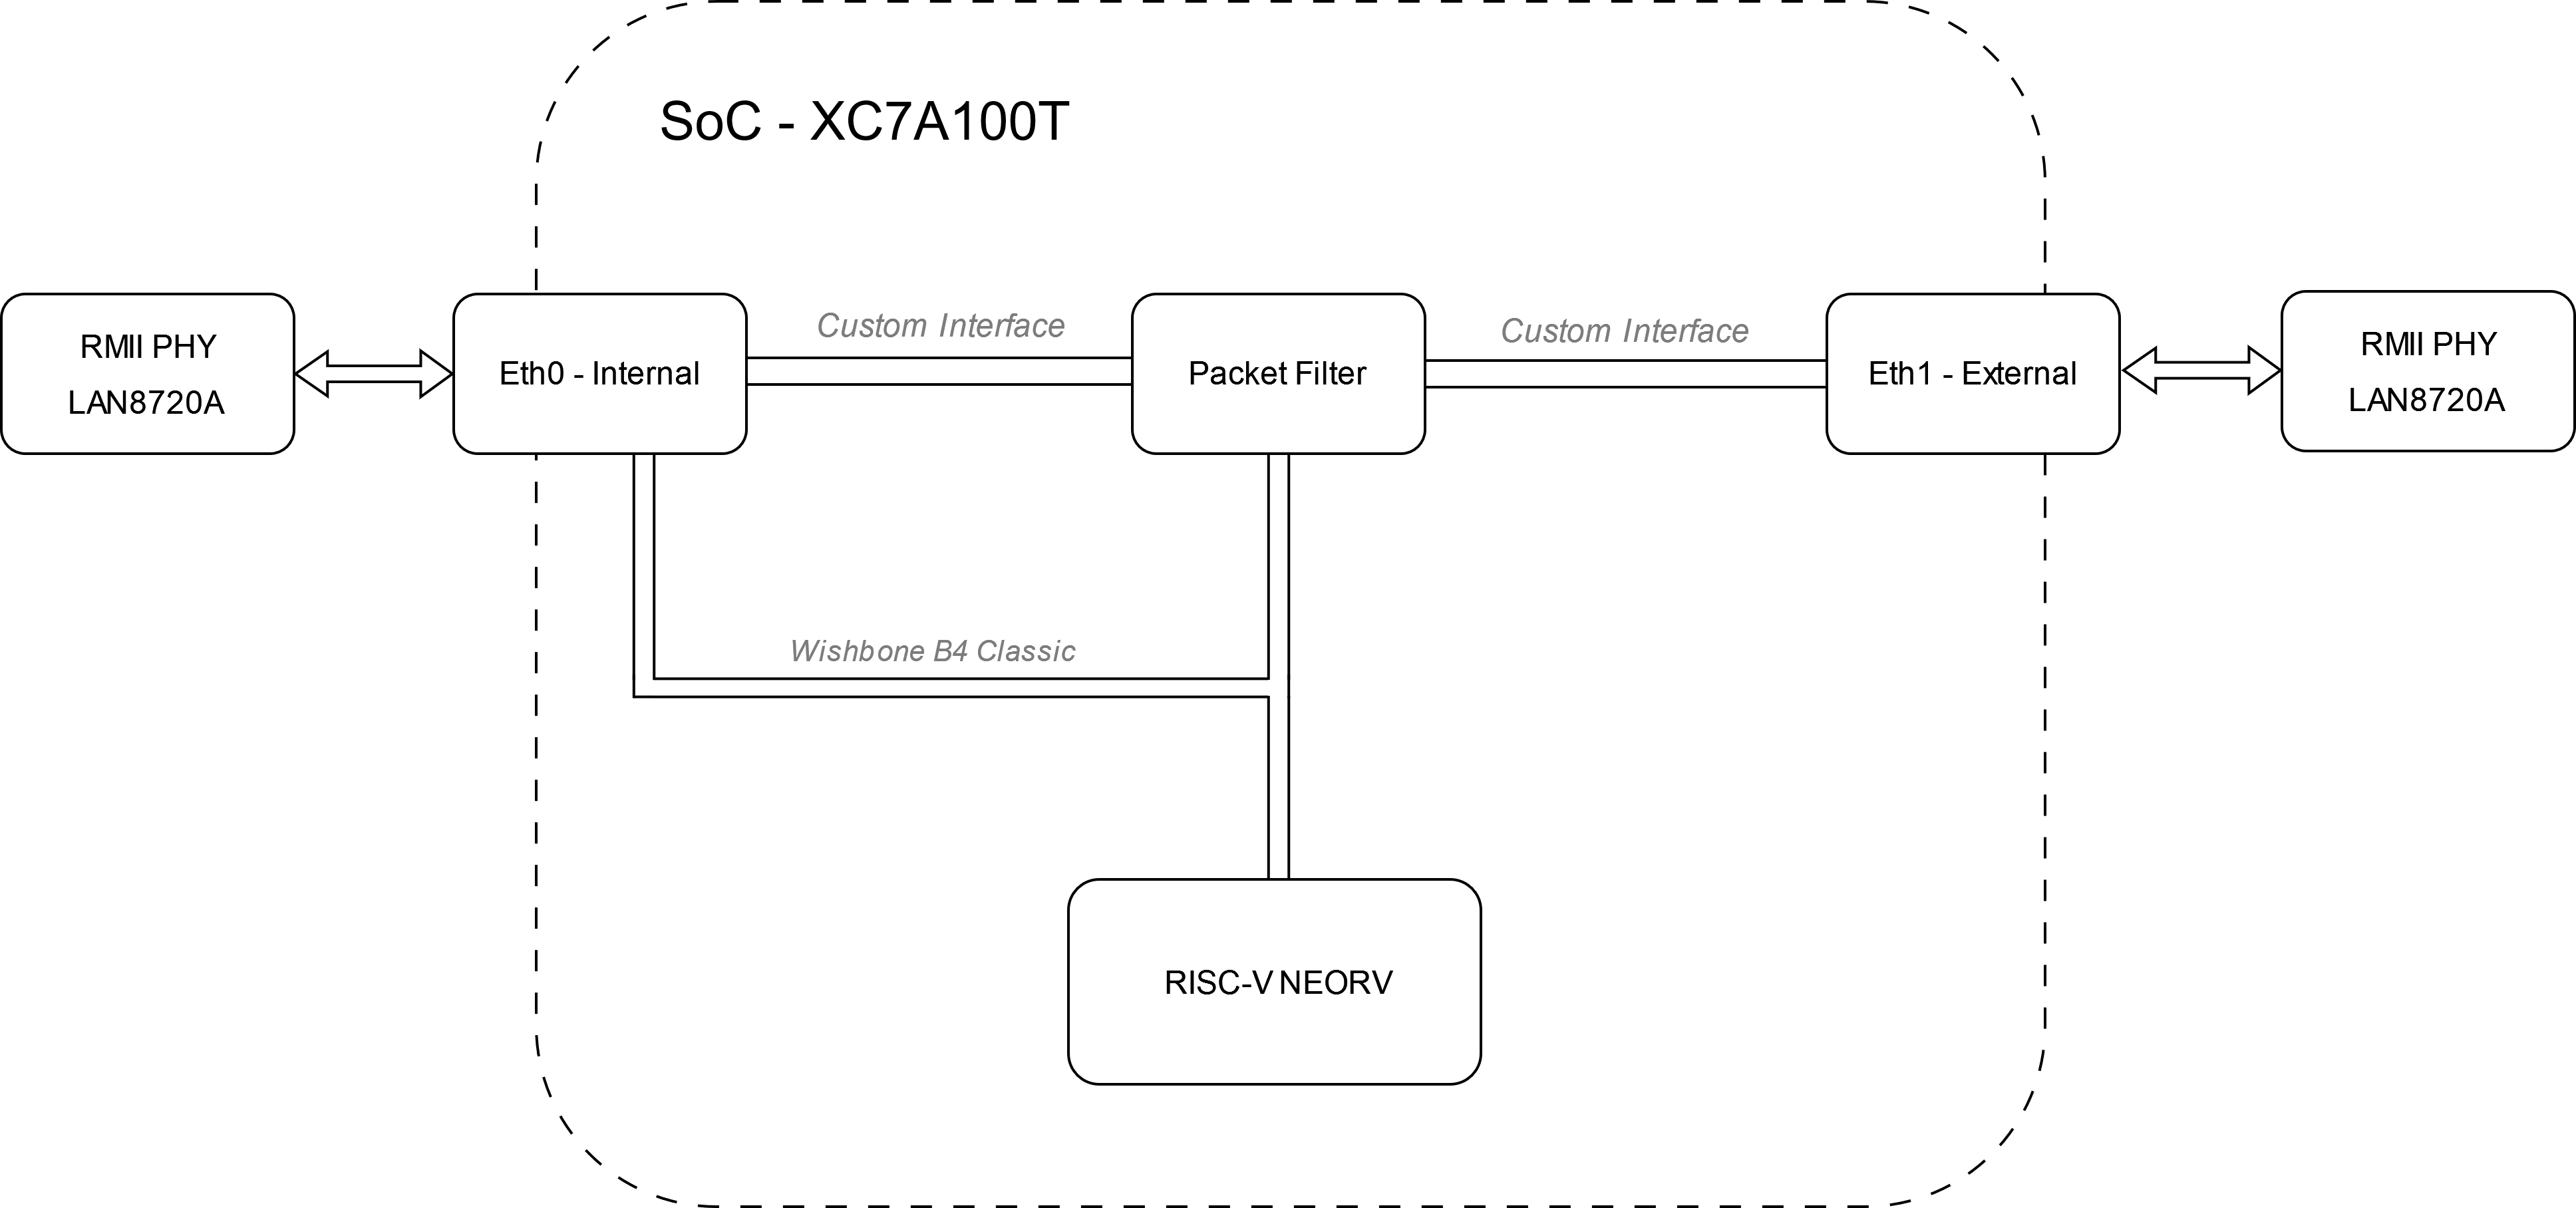 SoC - XC7A100T
RMII PHY
LAN8720A
Eth0 - Internal
Custom Interface
Packet Filter
Custom Interface
Eth1 - External
RMII PHY
LAN8720A
Wishbone B4 Classic
RISC-V NEORV